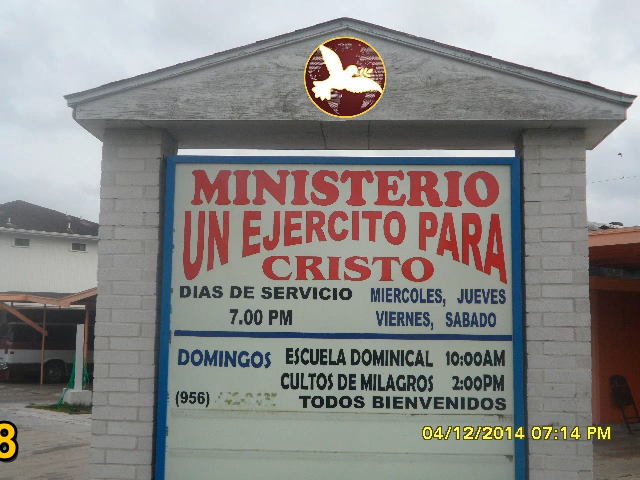 MINISTERIO
UN EJERCITO PARA
CRISTO
DIAS DE SERVICIO MIERCOLES, JUEVES
7.00 PM VIERNES, SABADO
DOMINGOS ESCUELA DOMINICAL 10:00AM
CULTOS DE MILAGROS 2:00PM
(956) TODOS BIENVENIDOS
8
04/12/2014 07:14 PM